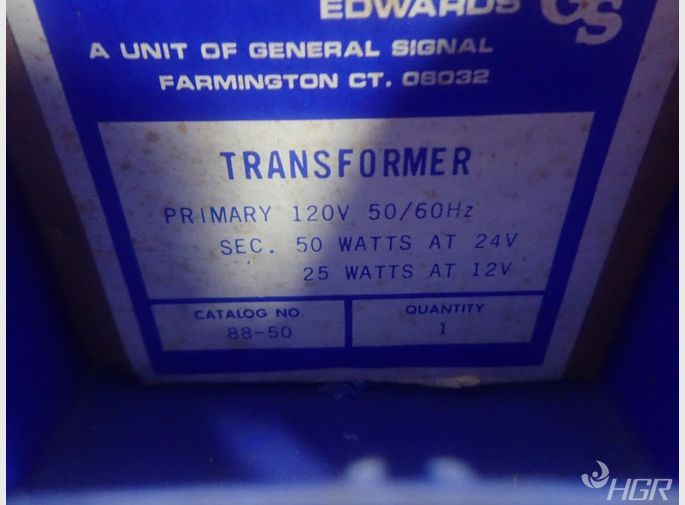 EDWARDS GS
A UNIT OF GENERAL SIGNAL
FARMINGTON CT. 06032
TRANSFORMER
PRIMARY 120V 50/60Hz
SEC. 50 WATTS AT 24V
25 WATTS AT 12V
CATALOG NO. QUANTITY
88-50 1
HGR